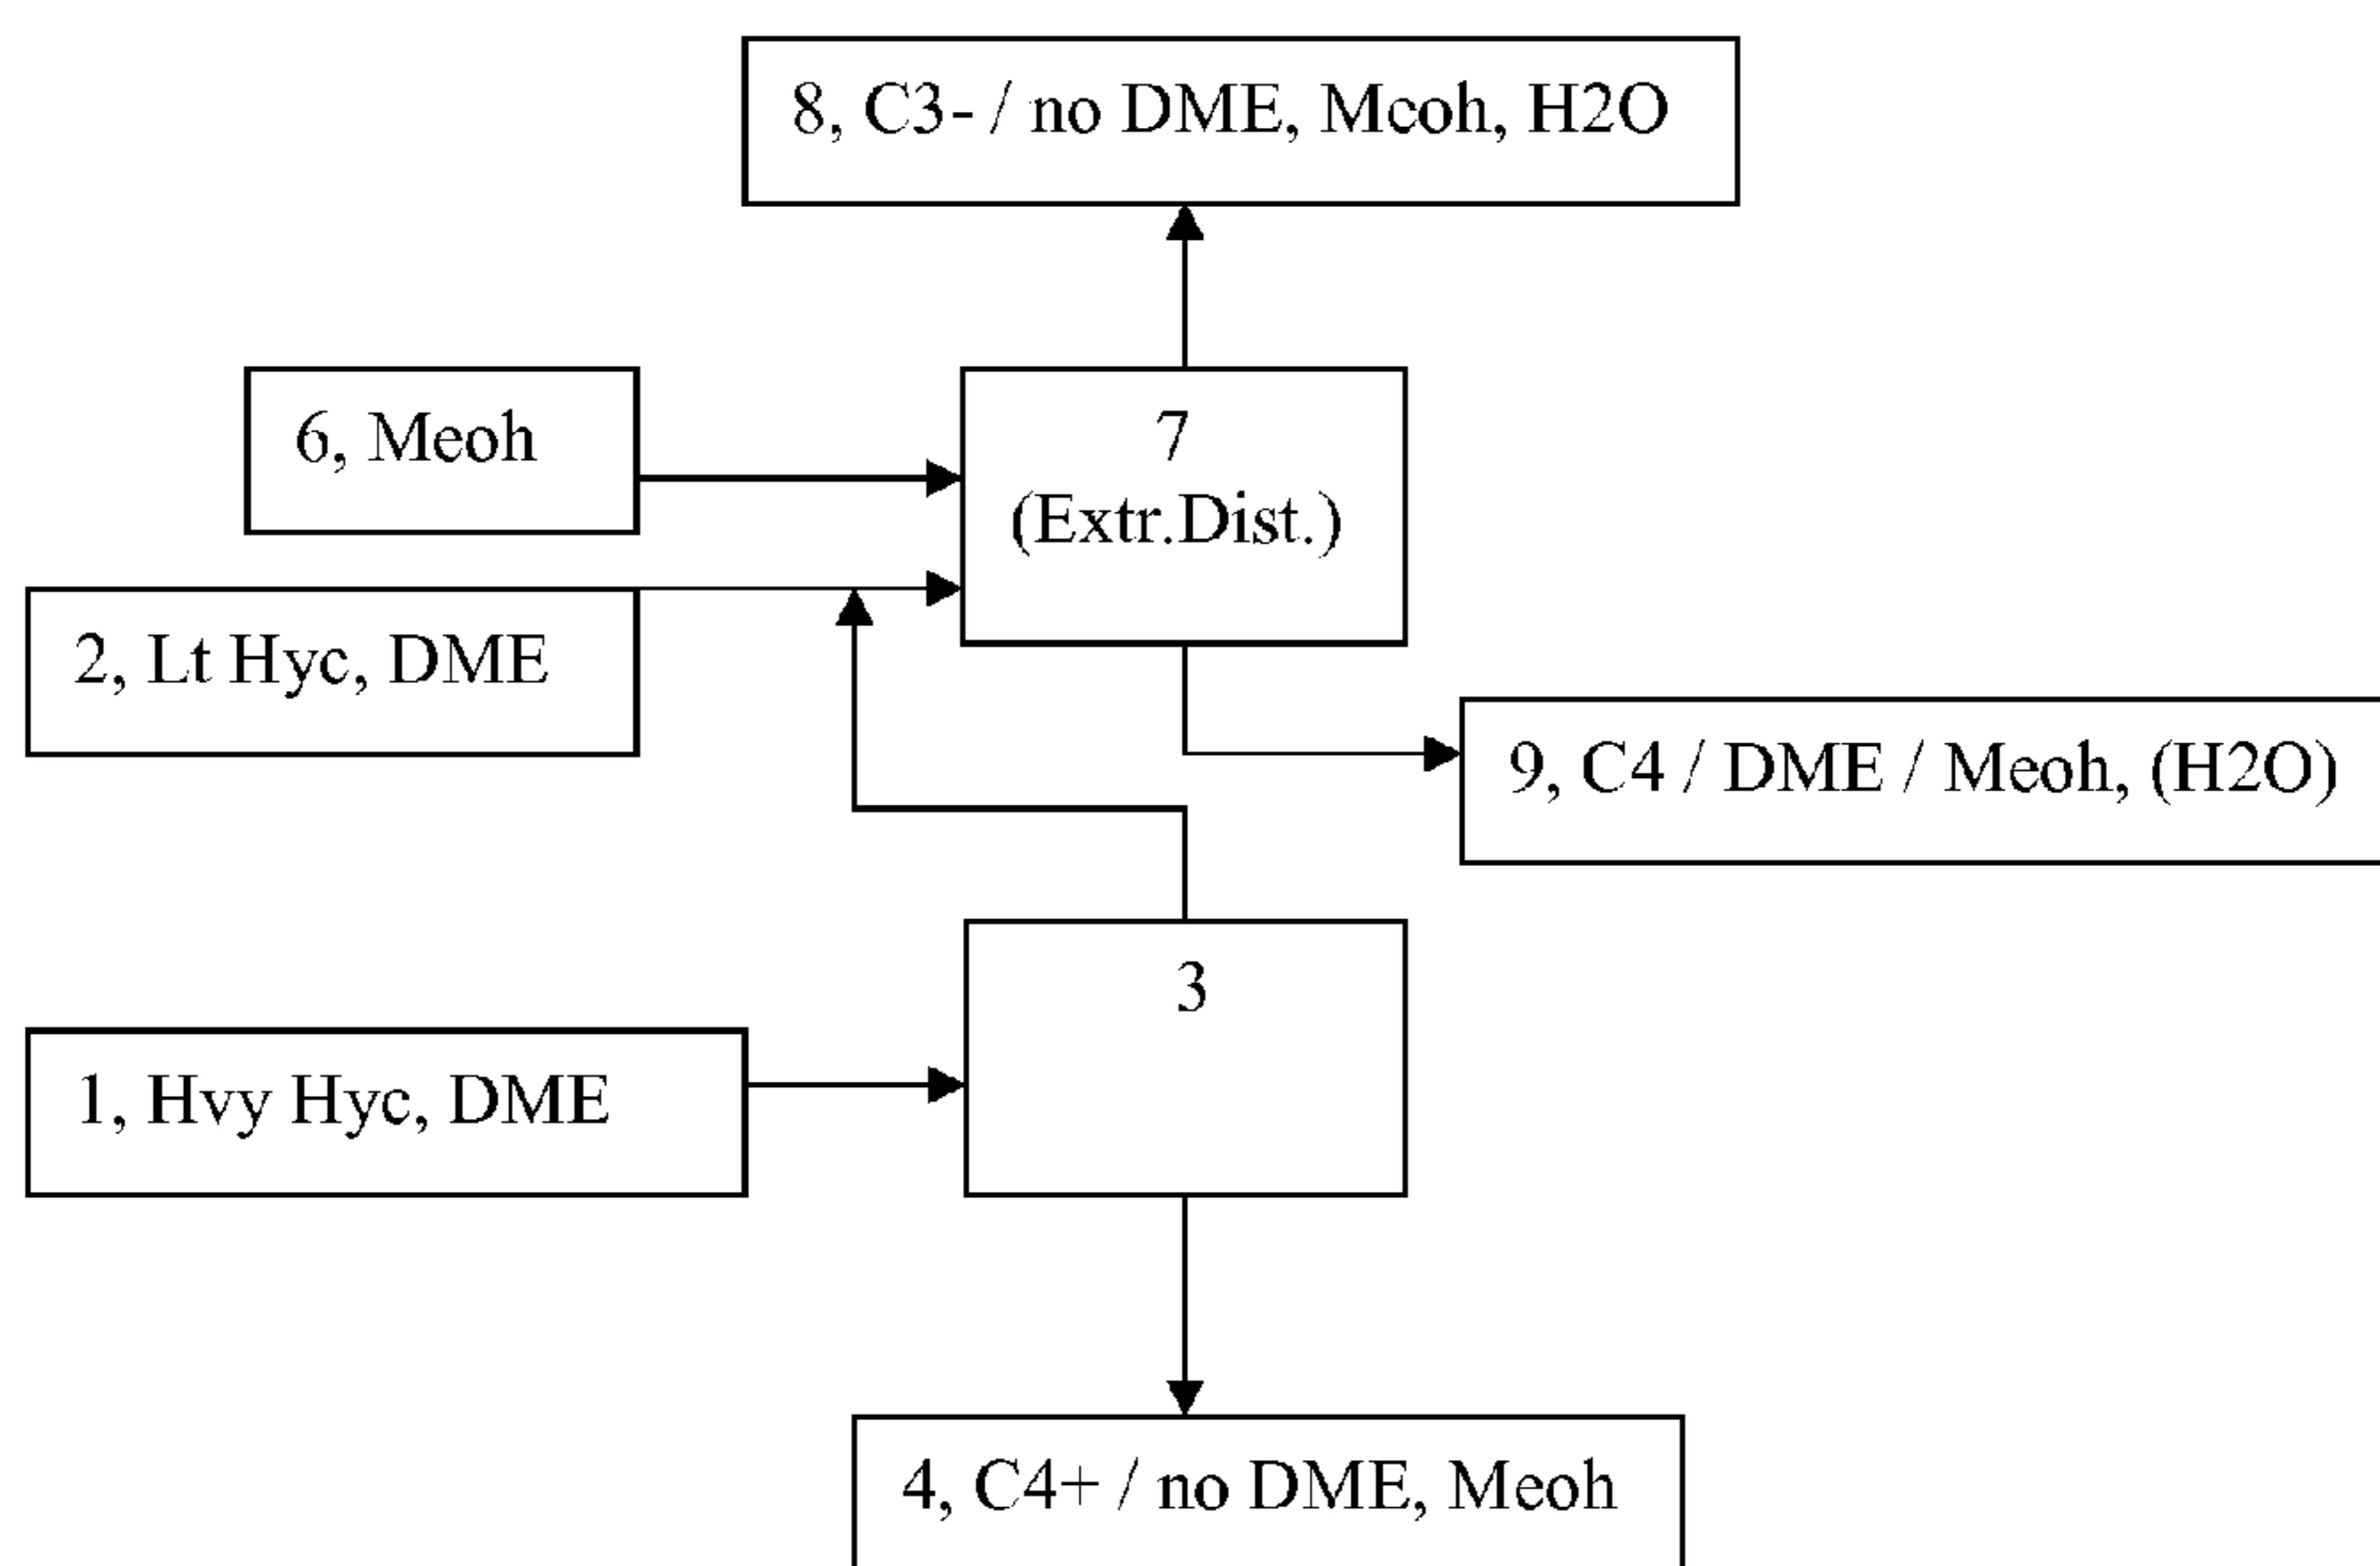 8, C3- / no DME, Mcoh, H2O
6, Meoh
7
(Extr.Dist.)
2, Lt Hyc, DME
9, C4 / DME / Meoh, (H2O)
3
1, Hvy Hyc, DME
4, C4+ / no DME, Meoh